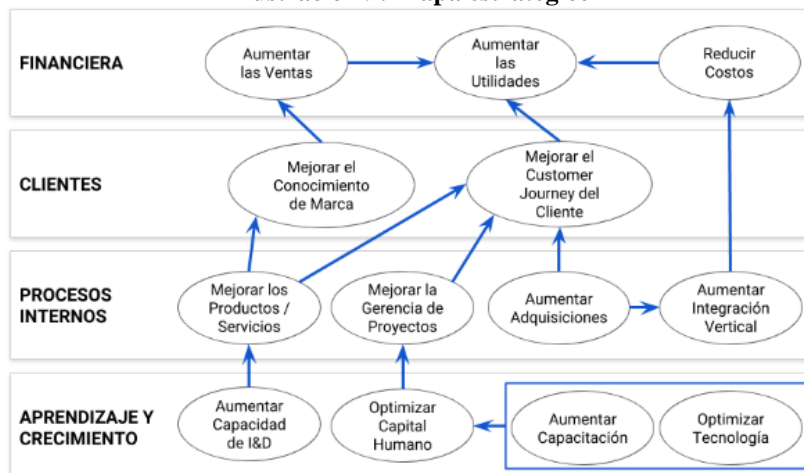 FINANCIERA
Aumentar
las Ventas
Aumentar
las
Utilidades
Reducir
Costos
CLIENTES
Mejorar el
Conocimiento
de Marca
Mejorar el
Customer
Journey del
Cliente
PROCESOS
INTERNOS
Mejorar los
Productos /
Servicios
Mejorar la
Gerencia de
Proyectos
Aumentar
Adquisiciones
Aumentar
Integración
Vertical
APRENDIZAJE Y
CRECIMIENTO
Aumentar
Capacidad
de I&D
Optimizar
Capital
Humano
Aumentar
Capacitación
Optimizar
Tecnología